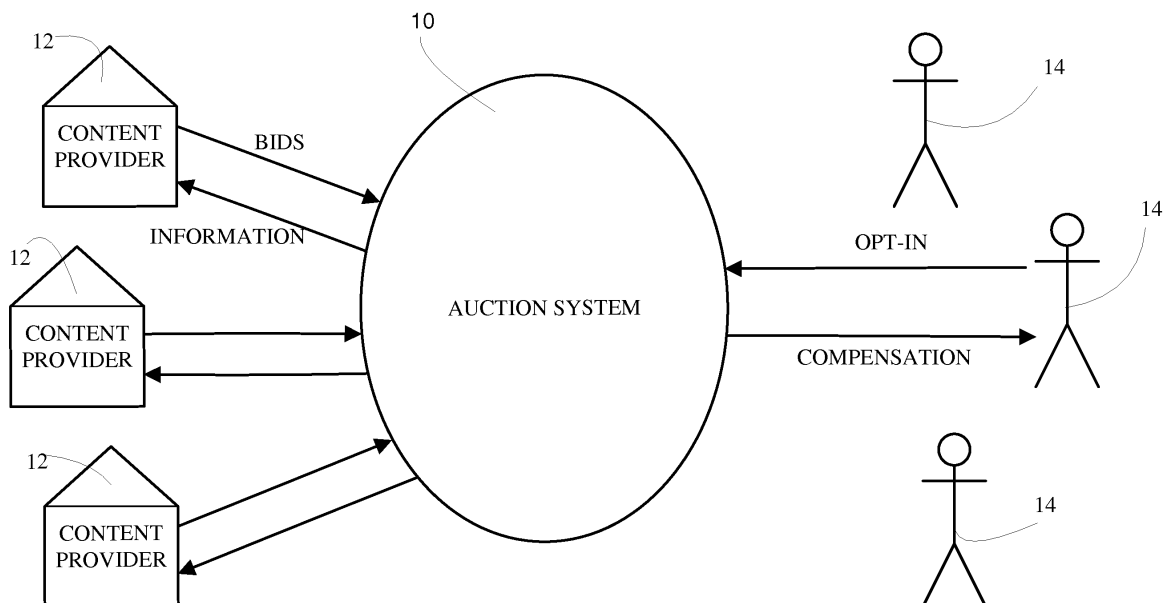 10
12
14
CONTENT
PROVIDER
BIDS
INFORMATION
14
OPT-IN
12
AUCTION SYSTEM
CONTENT
PROVIDER
COMPENSATION
12
14
CONTENT
PROVIDER